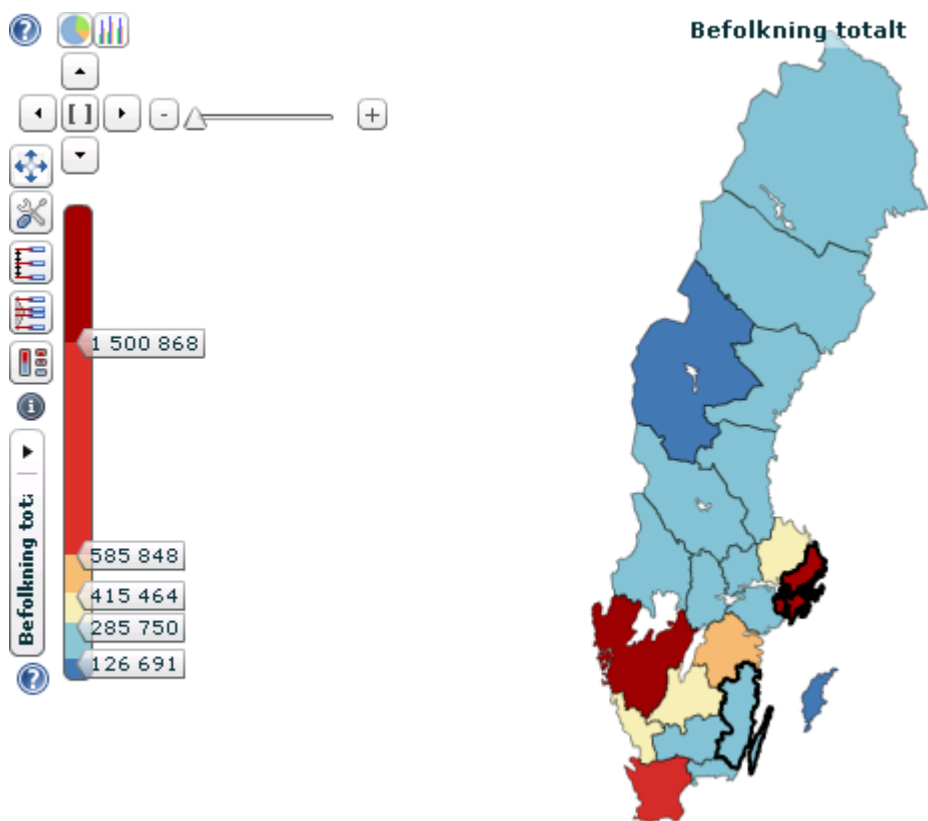 Befolkning totalt
[ ]
-
+
1 500 868
585 848
415 464
285 750
126 691
Befolkning tot: